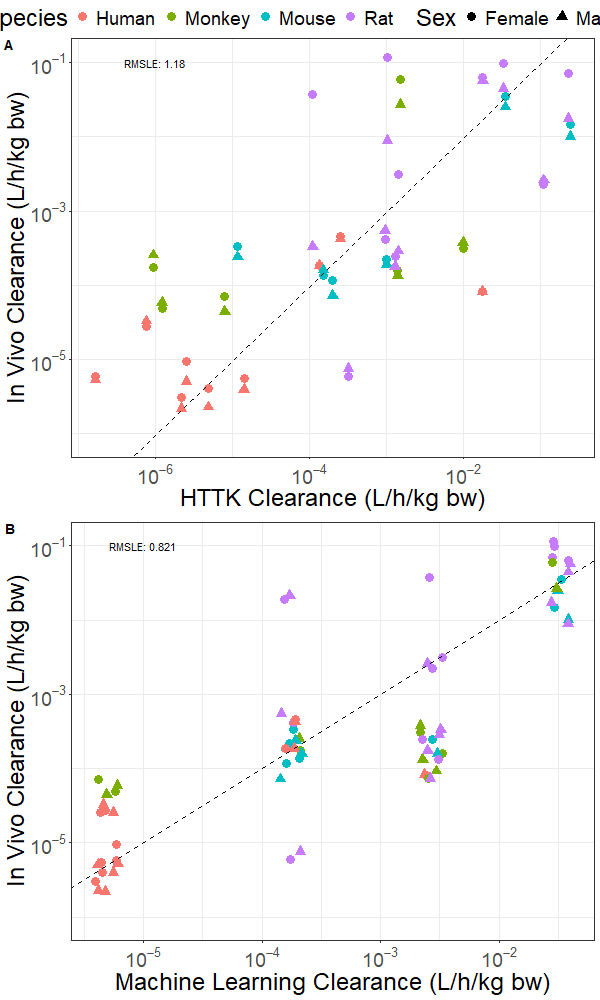 pecies Human Monkey Mouse Rat Sex Female Ma
A
RMSLE: 1.18
In Vivo Clearance (L/h/kg bw)
10−1
10−3
10−5
10−6 10−4 10−2
HTTK Clearance (L/h/kg bw)
B
RMSLE: 0.821
In Vivo Clearance (L/h/kg bw)
10−1
10−3
10−5
10−5 10−4 10−3 10−2
Machine Learning Clearance (L/h/kg bw)